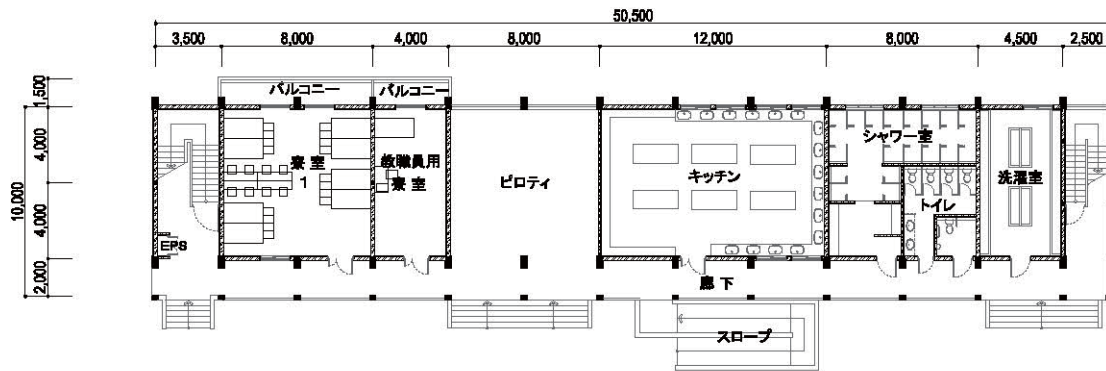 50,500
3,500 8,000 4,000 8,000 12,000 8,000 4,500 2,500
1,500
4,000
10,000
4,000
2,000
バルコニー バルコニー
寮室
1
教職員用
寮室
ピロティ
キッチン
シャワー室
トイレ
洗濯室
EPS
廊下
スロープ